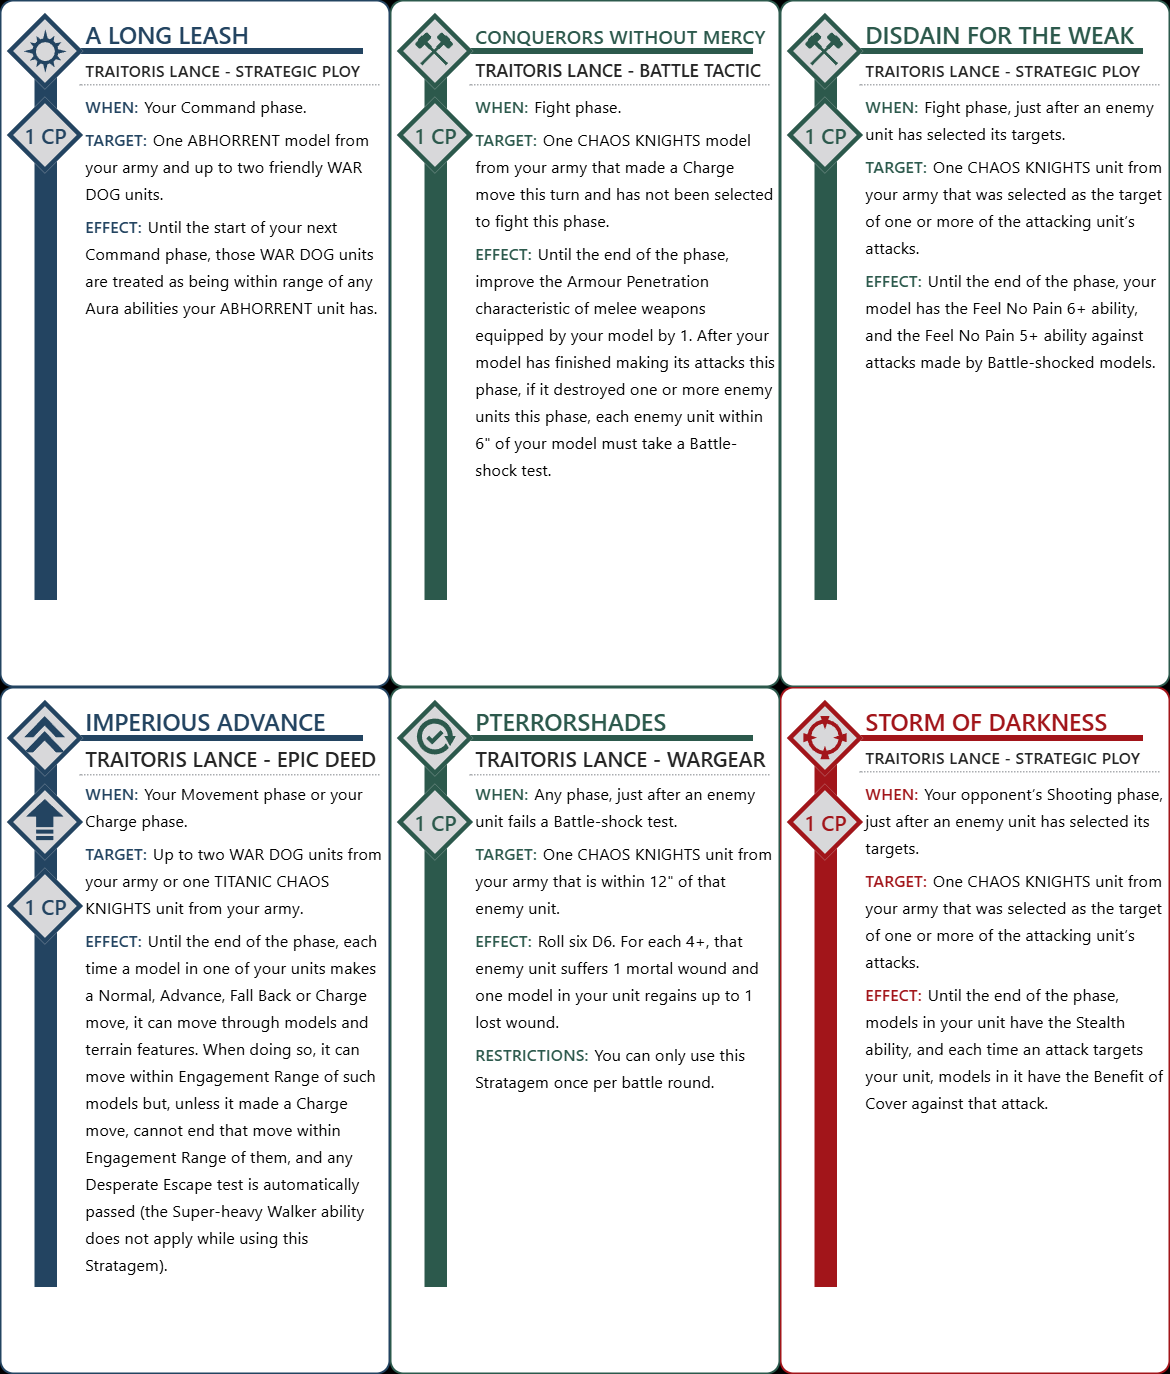 A LONG LEASH
TRAITORIS LANCE - STRATEGIC PLOY
1 CP
WHEN: Your Command phase.
TARGET: One ABHORRENT model from
your army and up to two friendly WAR
DOG units.
EFFECT: Until the start of your next
Command phase, those WAR DOG units
are treated as being within range of any
Aura abilities your ABHORRENT unit has.
CONQUERORS WITHOUT MERCY
TRAITORIS LANCE - BATTLE TACTIC
1 CP
WHEN: Fight phase.
TARGET: One CHAOS KNIGHTS model
from your army that made a Charge
move this turn and has not been selected
to fight this phase.
EFFECT: Until the end of the phase,
improve the Armour Penetration
characteristic of melee weapons
equipped by your model by 1. After your
model has finished making its attacks this
phase, if it destroyed one or more enemy
units this phase, each enemy unit within
6" of your model must take a Battle-
shock test.
DISDAIN FOR THE WEAK
TRAITORIS LANCE - STRATEGIC PLOY
1 CP
WHEN: Fight phase, just after an enemy
unit has selected its targets.
TARGET: One CHAOS KNIGHTS unit from
your army that was selected as the target
of one or more of the attacking unit's
attacks.
EFFECT: Until the end of the phase, your
model has the Feel No Pain 6+ ability,
and the Feel No Pain 5+ ability against
attacks made by Battle-shocked models.
IMPERIOUS ADVANCE
TRAITORIS LANCE - EPIC DEED
1 CP
WHEN: Your Movement phase or your
Charge phase.
TARGET: Up to two WAR DOG units from
your army or one TITANIC CHAOS
KNIGHTS unit from your army.
EFFECT: Until the end of the phase, each
time a model in one of your units makes
a Normal, Advance, Fall Back or Charge
move, it can move through models and
terrain features. When doing so, it can
move within Engagement Range of such
models but, unless it made a Charge
move, cannot end that move within
Engagement Range of them, and any
Desperate Escape test is automatically
passed (the Super-heavy Walker ability
does not apply while using this
Stratagem).
PTERRORSHADES
TRAITORIS LANCE - WARGEAR
1 CP
WHEN: Any phase, just after an enemy
unit fails a Battle-shock test.
TARGET: One CHAOS KNIGHTS unit from
your army that is within 12" of that
enemy unit.
EFFECT: Roll six D6. For each 4+, that
enemy unit suffers 1 mortal wound and
one model in your unit regains up to 1
lost wound.
RESTRICTIONS: You can only use this
Stratagem once per battle round.
STORM OF DARKNESS
TRAITORIS LANCE - STRATEGIC PLOY
1 CP
WHEN: Your opponent's Shooting phase,
just after an enemy unit has selected its
targets.
TARGET: One CHAOS KNIGHTS unit from
your army that was selected as the target
of one or more of the attacking unit's
attacks.
EFFECT: Until the end of the phase,
models in your unit have the Stealth
ability, and each time an attack targets
your unit, models in it have the Benefit of
Cover against that attack.